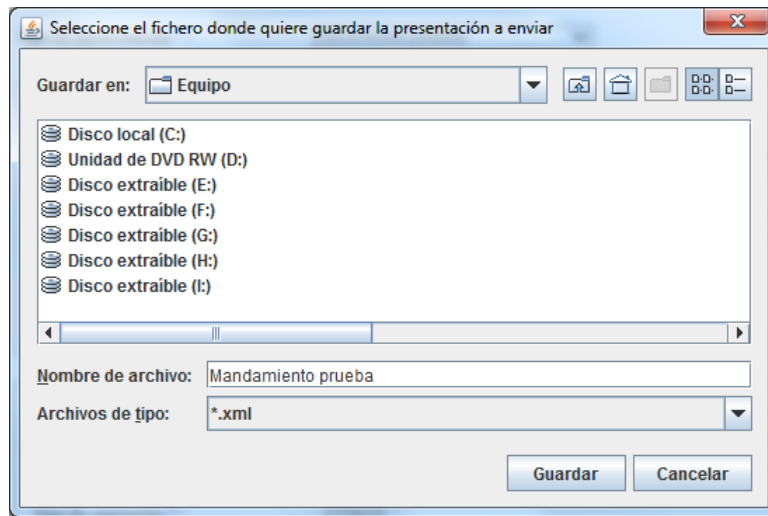 Seleccione el fichero donde quiere guardar la presentación a enviar
Guardar en: Equipo
Disco local (C:)
Unidad de DVD RW (D:)
Disco extraíble (E:)
Disco extraíble (F:)
Disco extraíble (G:)
Disco extraíble (H:)
Disco extraíble (I:)
Nombre de archivo: Mandamiento prueba
Archivos de tipo: *.xml
Guardar Cancelar